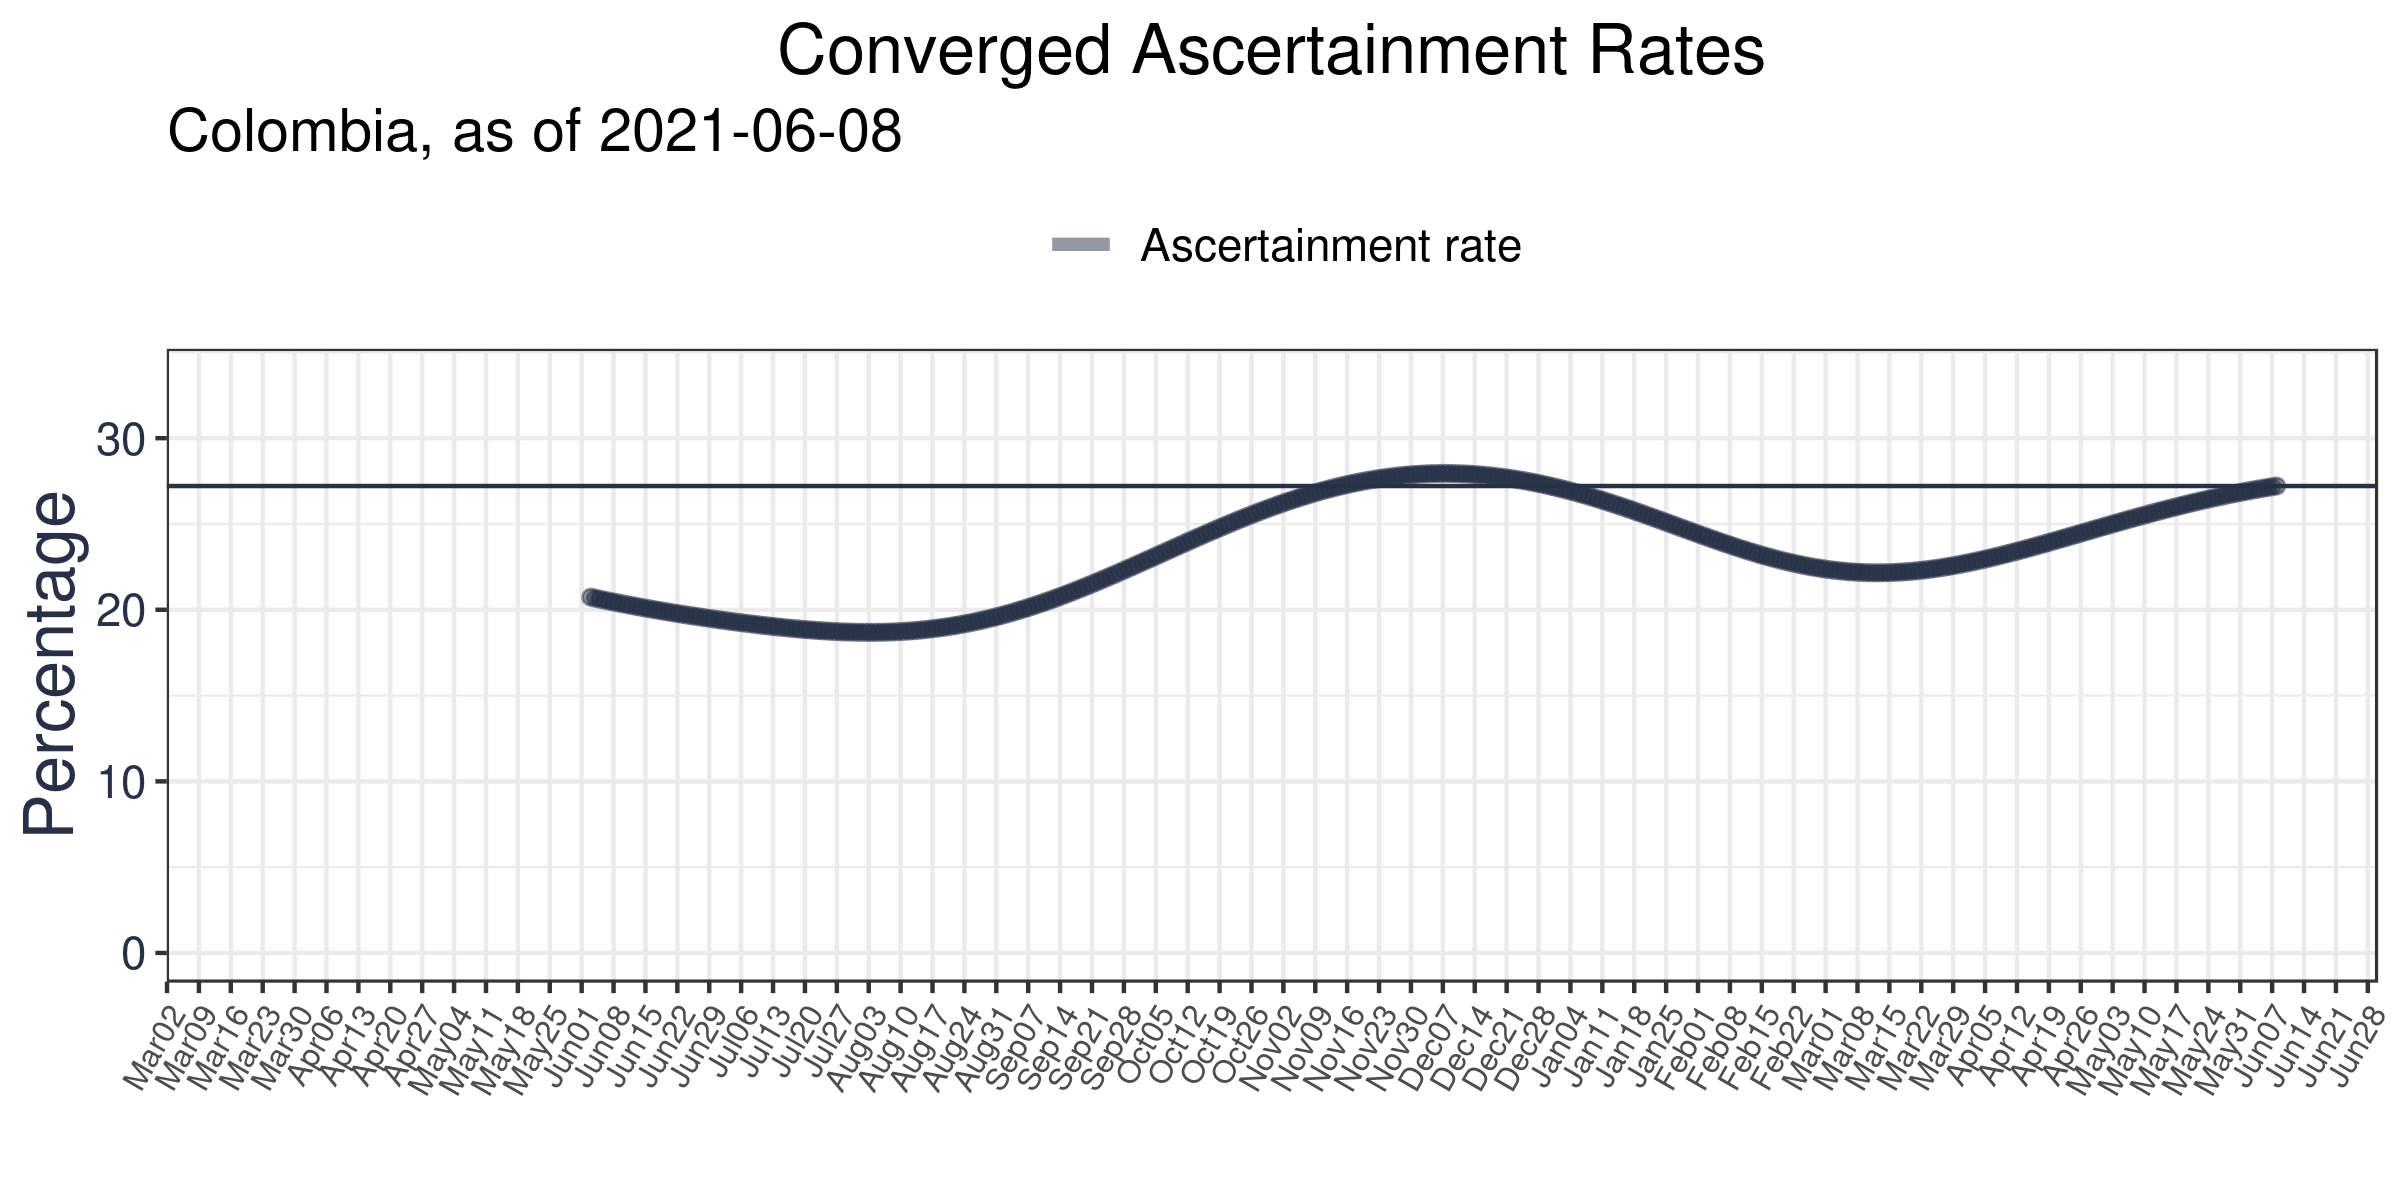 Converged Ascertainment Rates
Colombia, as of 2021-06-08
Ascertainment rate
Percentage
30
20
10
0
Mar02
Mar09
Mar16
Mar23
Mar30
Apr06
Apr13
Apr20
Apr27
May04
May11
May18
May25
Jun01
Jun08
Jun15
Jun22
Jun29
Jul06
Jul13
Jul20
Jul27
Aug03
Aug10
Aug17
Aug24
Aug31
Sep07
Sep14
Sep21
Sep28
Oct05
Oct12
Oct19
Oct26
Nov02
Nov09
Nov16
Nov23
Nov30
Dec07
Dec14
Dec21
Dec28
Jan04
Jan11
Jan18
Jan25
Feb01
Feb08
Feb15
Feb22
Mar01
Mar08
Mar15
Mar22
Mar29
Apr05
Apr12
Apr19
Apr26
May03
May10
May17
May24
May31
Jun07
Jun14
Jun21
Jun28